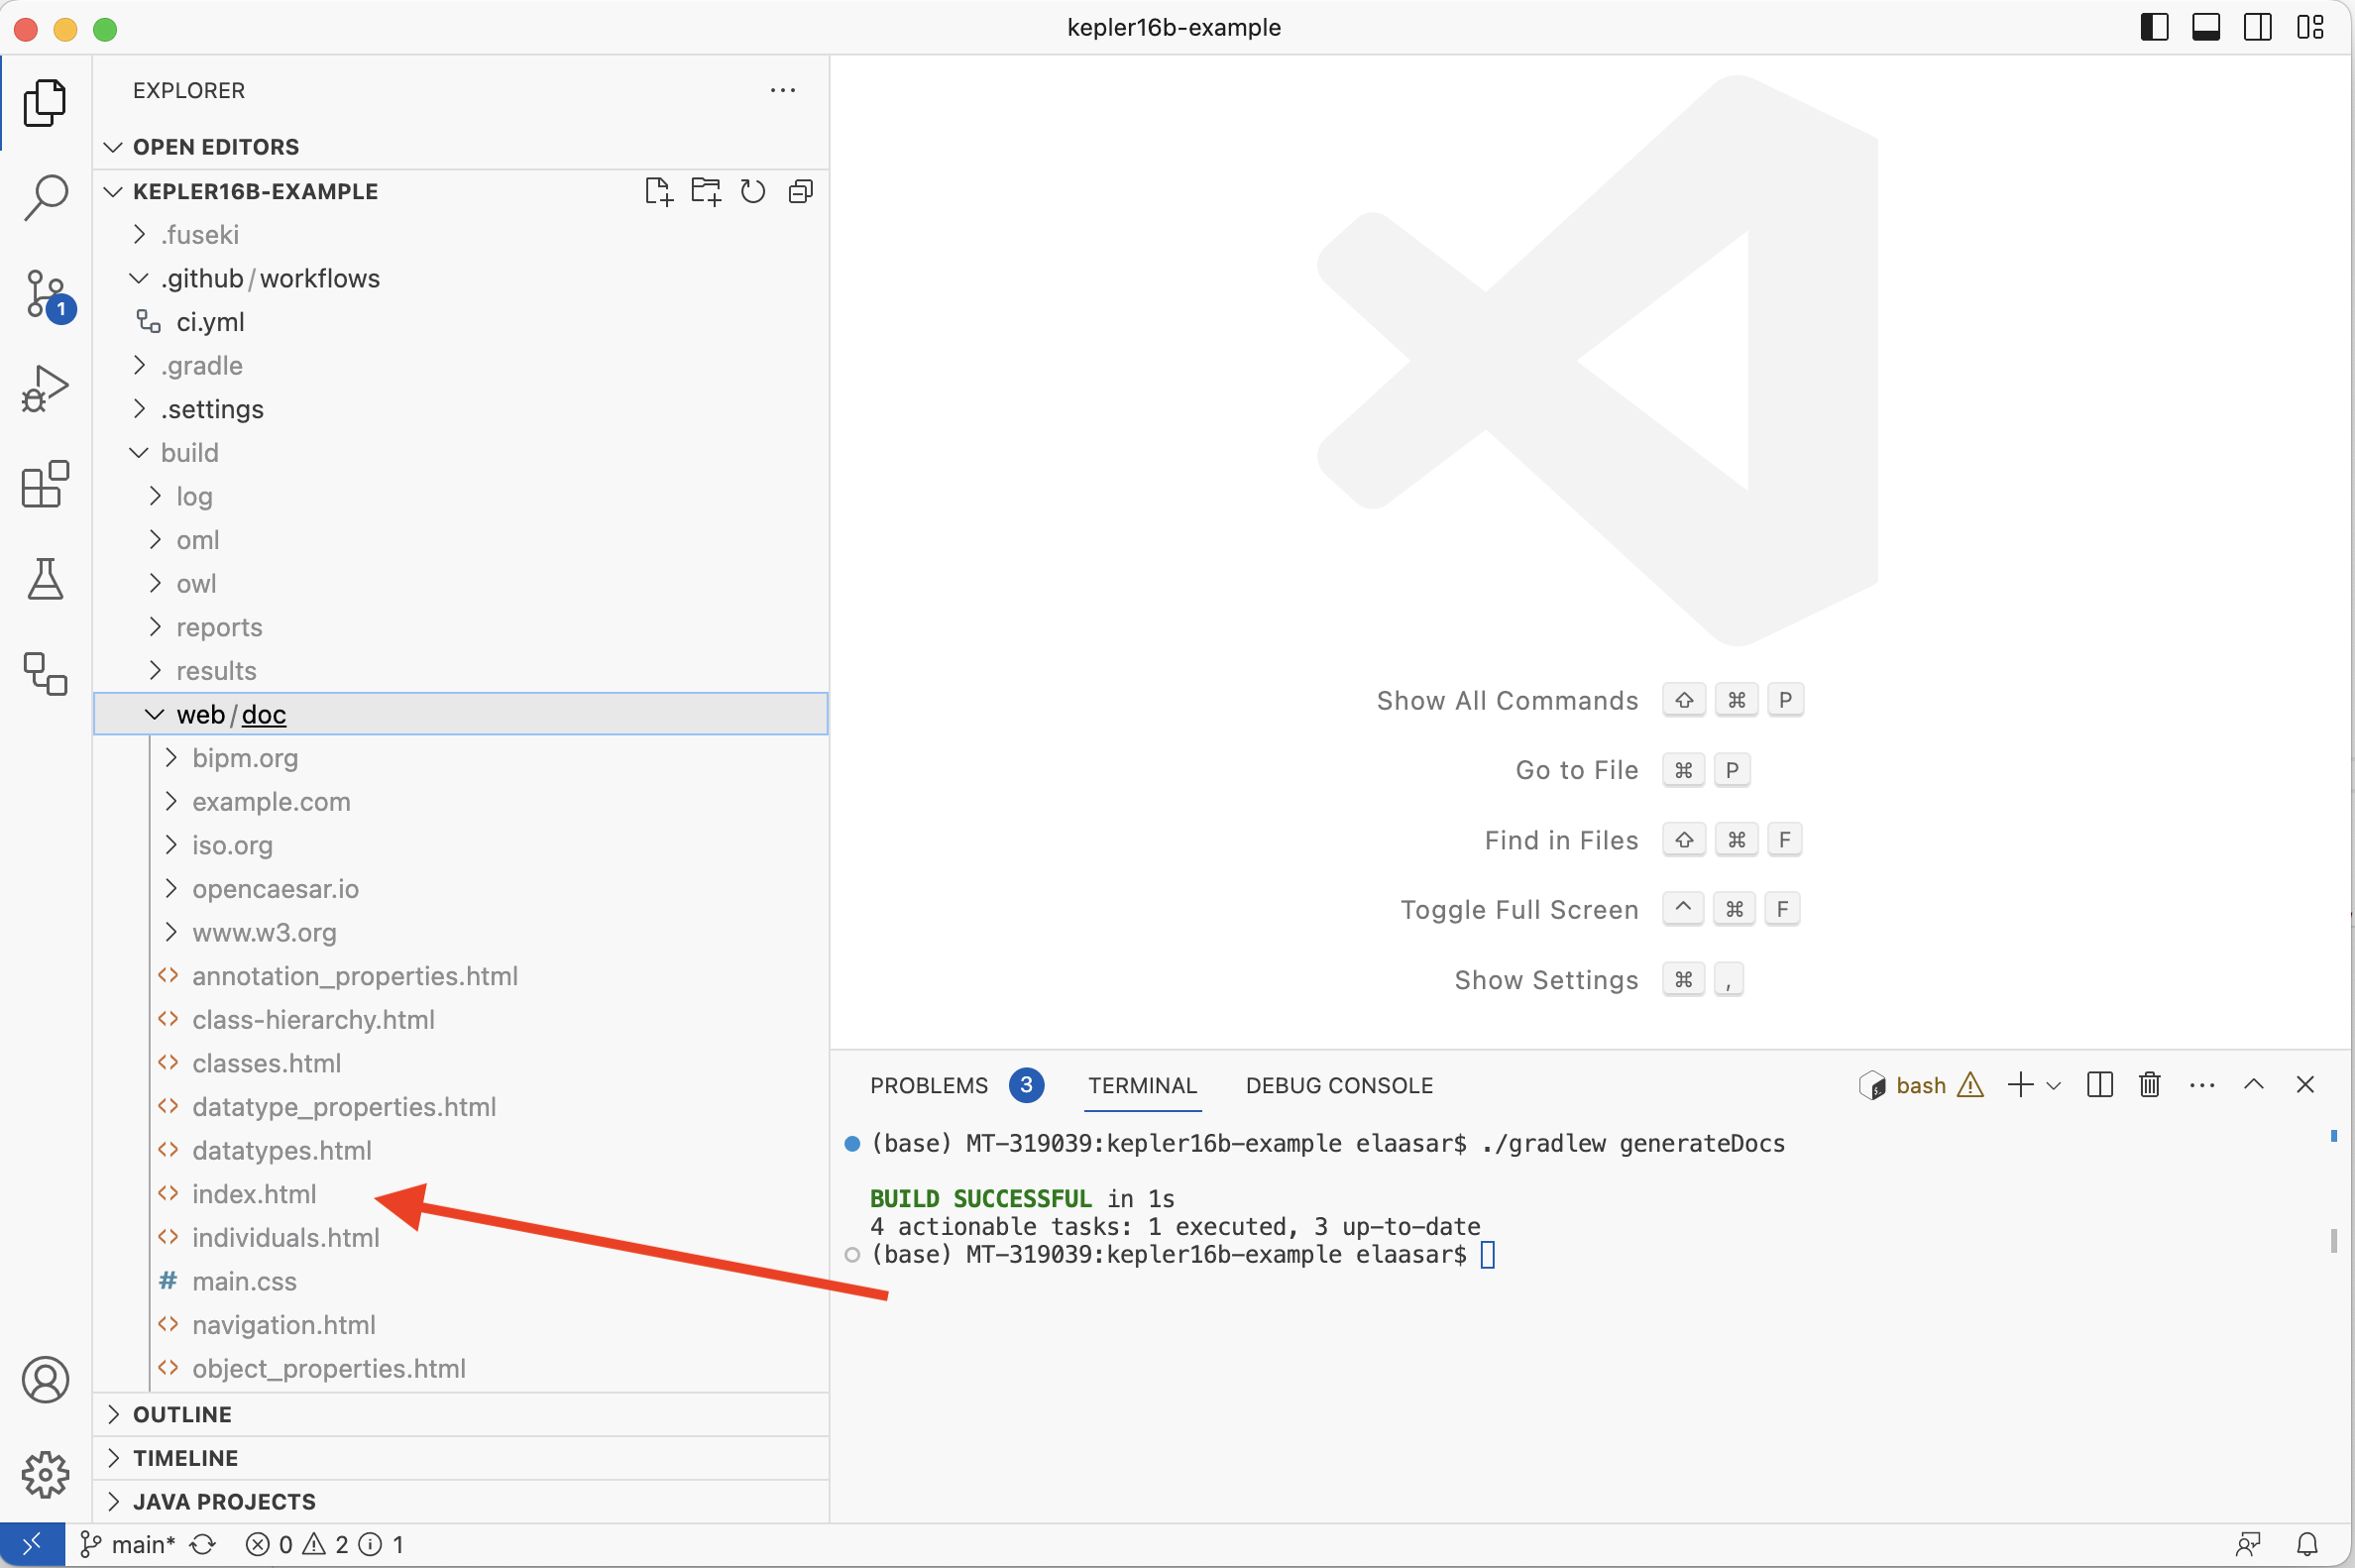 kepler16b-example
EXPLORER
OPEN EDITORS
KEPLER16B-EXAMPLE
.fuseki
.github/workflows
ci.yml
.gradle
.settings
build
log
oml
owl
reports
results
web/doc
bipm.org
example.com
iso.org
opencaesar.io
www.w3.org
annotation_properties.html
class-hierarchy.html
classes.html
datatype_properties.html
datatypes.html
index.html
individuals.html
# main.css
navigation.html
object_properties.html
OUTLINE
TIMELINE
JAVA PROJECTS
1
Show All Commands ⇧ ⌘ P
Go to File ⌘ P
Find in Files ⇧ ⌘ F
Toggle Full Screen ^ ⌘ F
Show Settings ⌘ ,
PROBLEMS 3 TERMINAL DEBUG CONSOLE bash
(base) MT-319039:kepler16b-example elaasar$ ./gradlew generateDocs
BUILD SUCCESSFUL in 1s
4 actionable tasks: 1 executed, 3 up-to-date
(base) MT-319039:kepler16b-example elaasar$
main* 0 2 1